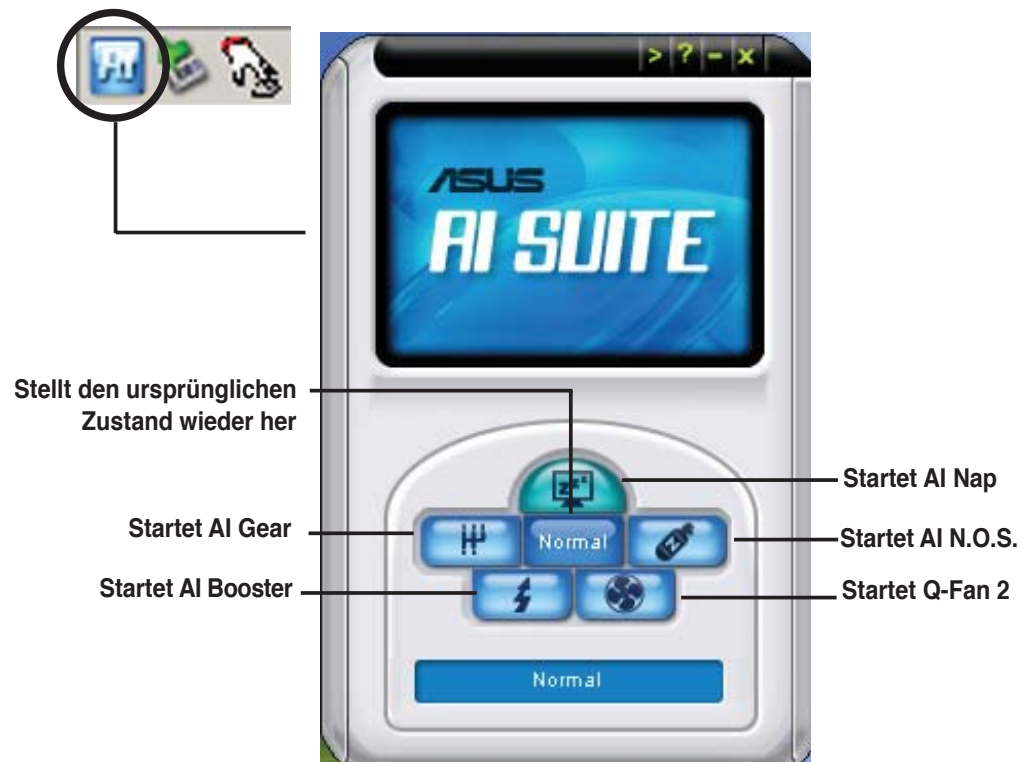 Ai
> ? - x
ASUS
AI SUITE
Stellt den ursprünglichen
Zustand wieder her
Startet AI Nap
Startet AI Gear
Normal
Startet AI N.O.S.
Startet AI Booster
Startet Q-Fan 2
Normal